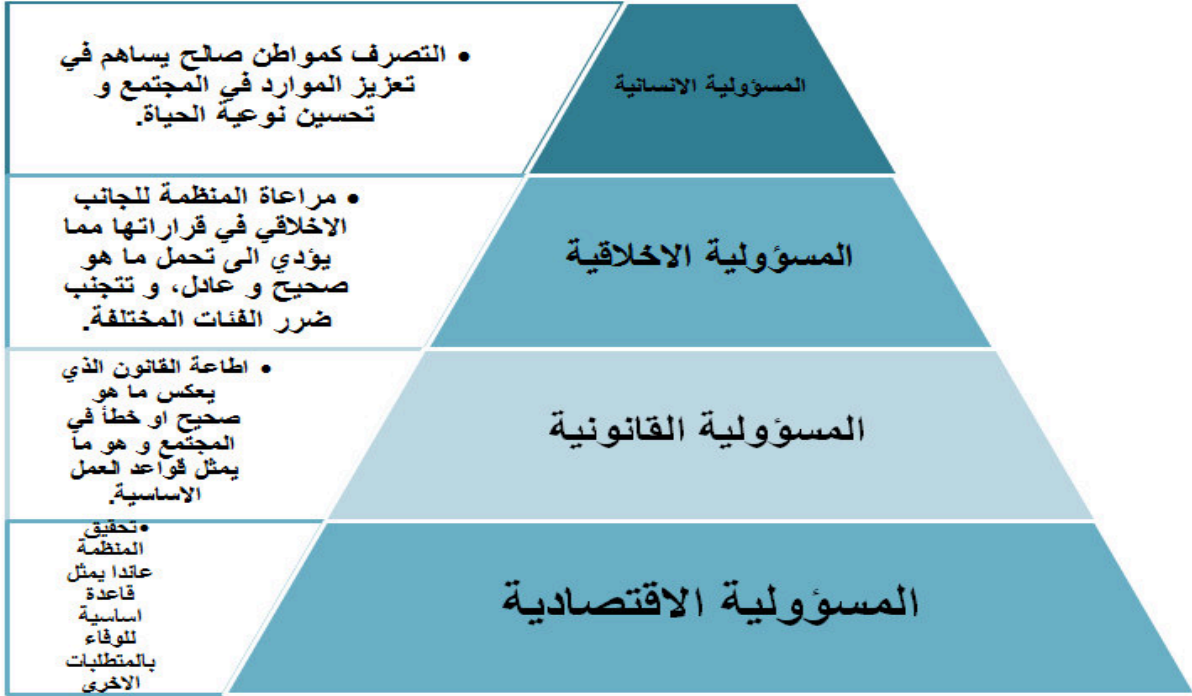 • التصرف كمواطن صالح يساهم في
تعزيز الموارد في المجتمع و
تحسين نوعية الحياة.
المسؤولية الانسانية
• مراعاة المنظمة للجانب
الاخلاقي في قراراتها مما
يؤدي الى تحمل ما هو
صحيح و عادل، و تتجنب
ضرر الفئات المختلفة.
المسؤولية الاخلاقية
• اطاعة القانون الذي
يعكس ما هو
صحيح او خطأ في
المجتمع و هو ما
يمثل قواعد العمل
الاساسية.
المسؤولية القانونية
•تحقيق
المنظمة
عائدا يمثل
قاعدة
اساسية
للوفاء
بالمتطلبات
الاخرى
المسؤولية الاقتصادية